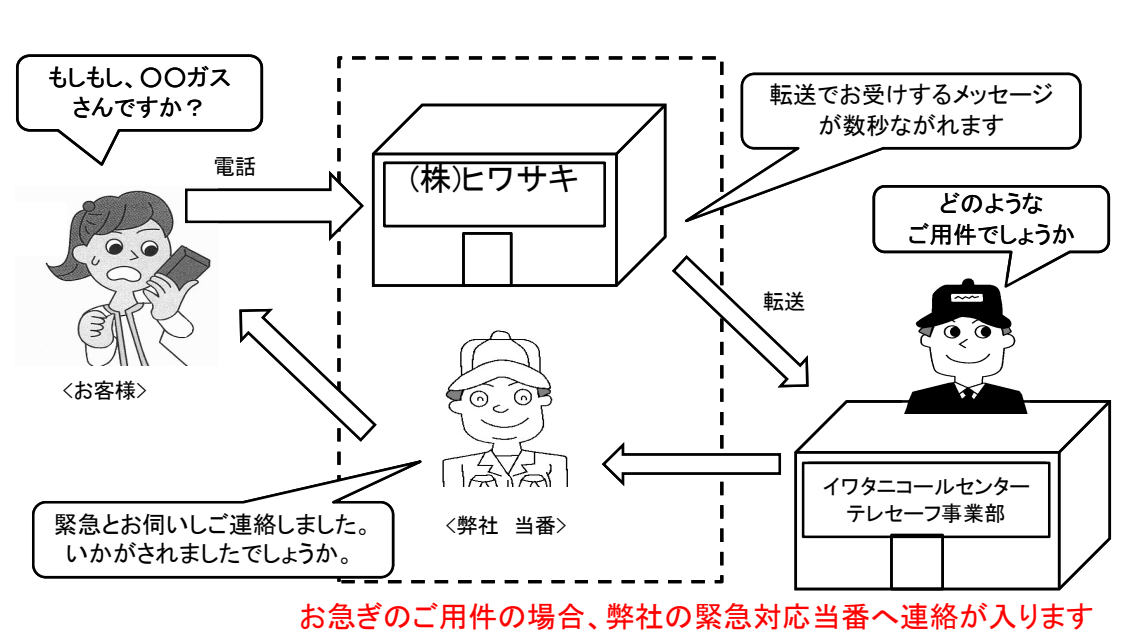 もしもし、〇〇ガス
さんですか？
電話
(株)ヒワサキ
転送でお受けするメッセージ
が数秒ながれます
どのような
ご用件でしょうか
転送
<お客様>
イワタニコールセンター
テレセーフ事業部
緊急とお伺いしご連絡しました。
いかがされましたでしょうか。
<弊社　当番>
お急ぎのご用件の場合、弊社の緊急対応当番へ連絡が入ります